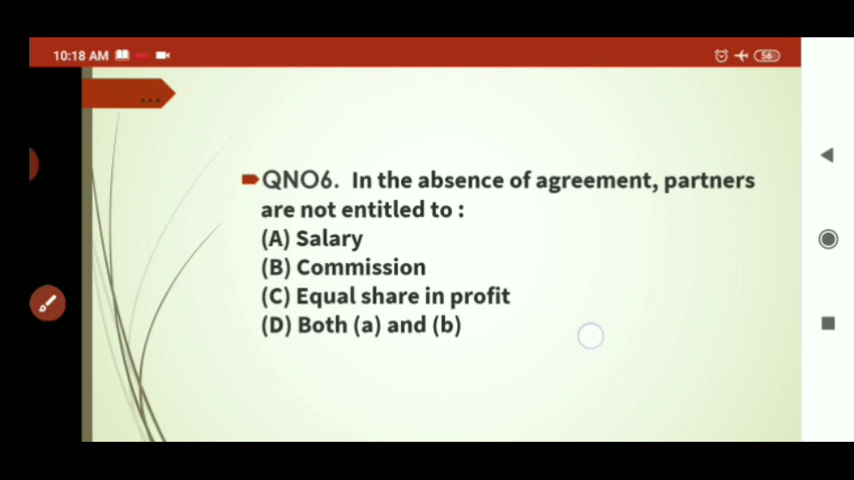 10:18 AM
56
...
QNO6. In the absence of agreement, partners
are not entitled to :
(A) Salary
(B) Commission
(C) Equal share in profit
(D) Both (a) and (b)